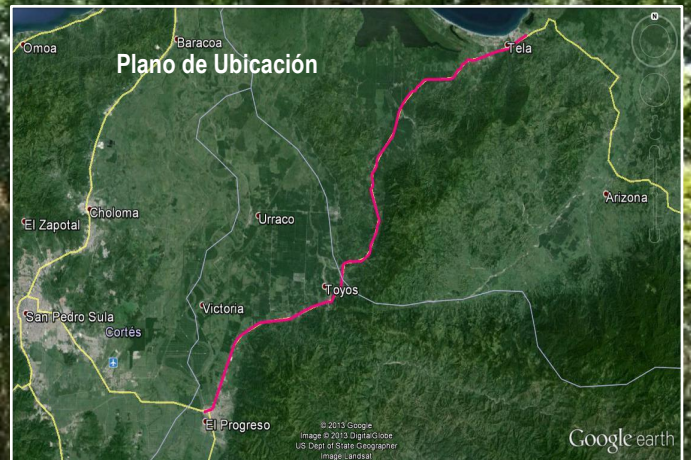 Omoa
Baracoa
Plano de Ubicación
N
Tela
Choloma
El Zapotal
Urraco
Arizona
Toyos
Victoria
San Pedro Sula
Cortés
El Progreso
© 2013 Google
Image © 2013 DigitalGlobe
US Dept of State Geographer
Image Landsat
Google earth